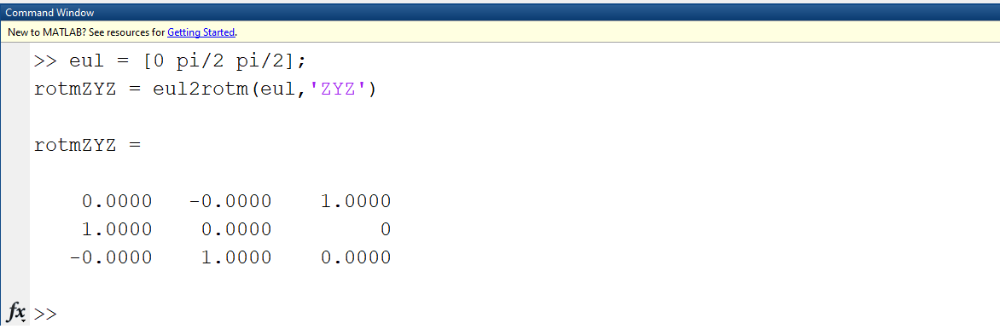 Command Window
New to MATLAB? See resources for Getting Started.
>> eul = [0 pi/2 pi/2];
rotmZYZ = eul2rotm(eul,'ZYZ')
rotmZYZ =
0.0000 -0.0000 1.0000
1.0000 0.0000 0
-0.0000 1.0000 0.0000
fx >>